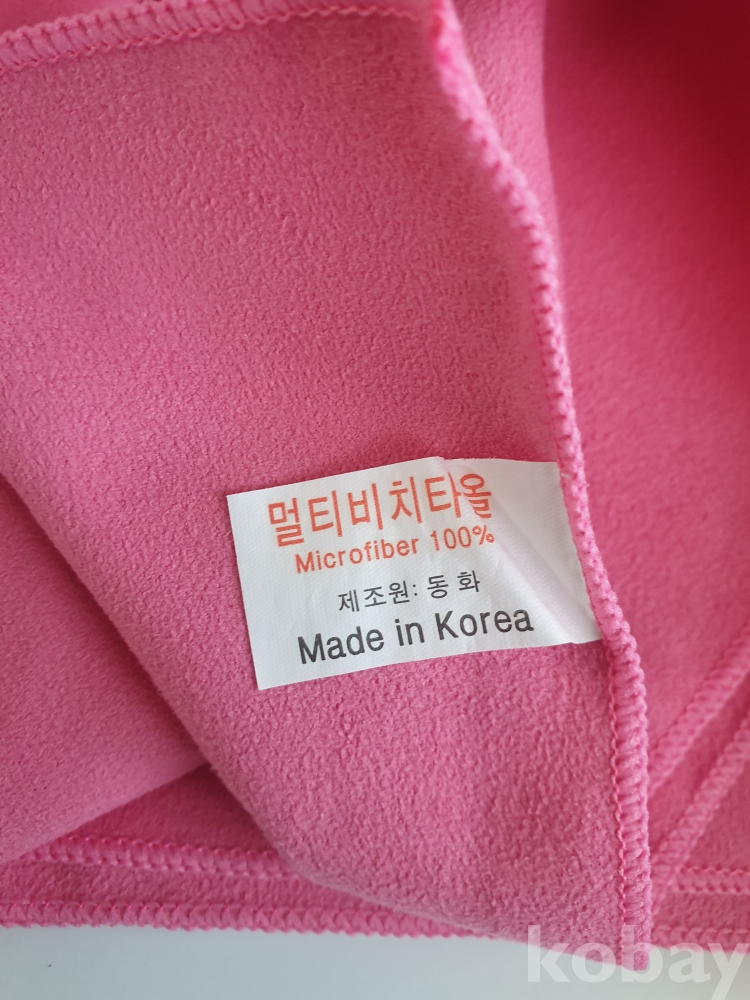 멀티비치타올
Microfiber 100%
제조원: 동화
Made in Korea
kobay